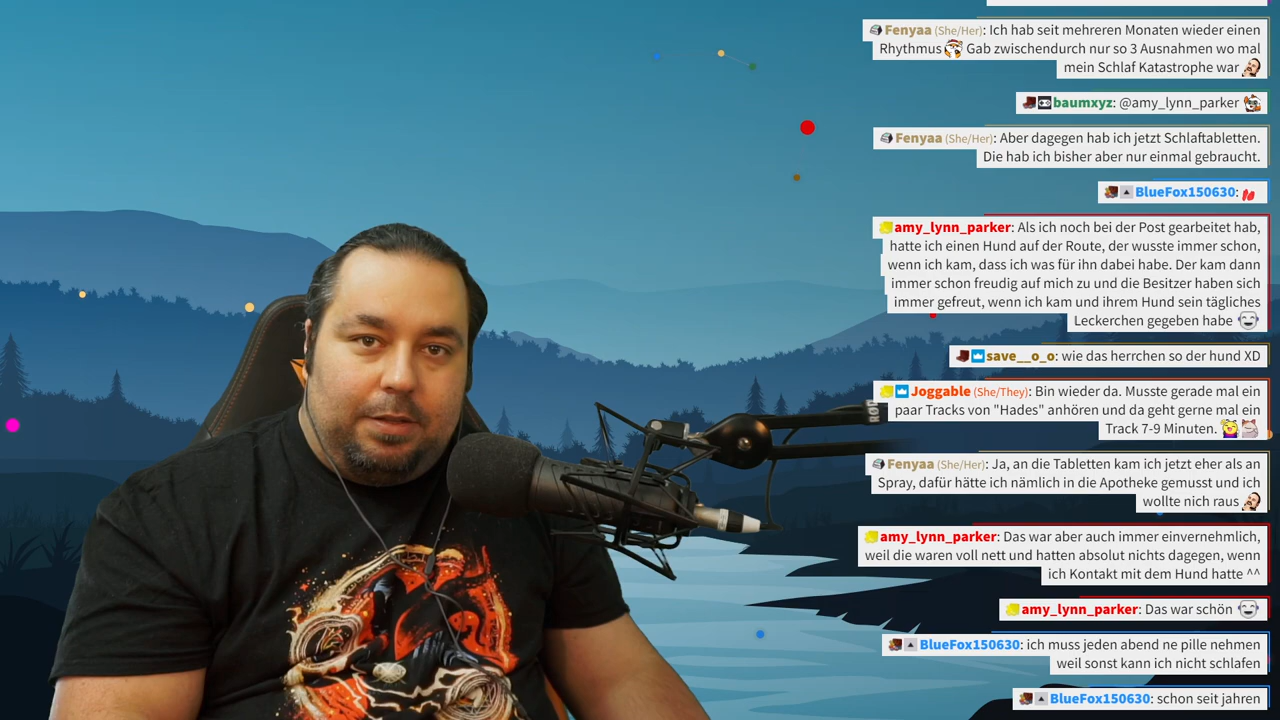 Fenyaa (She/Her): Ich hab seit mehreren Monaten wieder einen
Rhythmus Gab zwischendurch nur so 3 Ausnahmen wo mal
mein Schlaf Katastrophe war
baumxyz: @amy_lynn_parker
Fenyaa (She/Her): Aber dagegen hab ich jetzt Schlaftabletten.
Die hab ich bisher aber nur einmal gebraucht.
BlueFox150630:
amy_lynn_parker: Als ich noch bei der Post gearbeitet hab,
hatte ich einen Hund auf der Route, der wusste immer schon,
wenn ich kam, dass ich was für ihn dabei habe. Der kam dann
immer schon freudig auf mich zu und die Besitzer haben sich
immer gefreut, wenn ich kam und ihrem Hund sein tägliches
Leckerchen gegeben habe
save__o_o: wie das herrchen so der hund XD
Joggable (She/They): Bin wieder da. Musste gerade mal ein
paar Tracks von "Hades" anhören und da geht gerne mal ein
Track 7-9 Minuten.
Fenyaa (She/Her): Ja, an die Tabletten kam ich jetzt eher als an
Spray, dafür hätte ich nämlich in die Apotheke gemusst und ich
wollte nich raus
amy_lynn_parker: Das war aber auch immer einvernehmlich,
weil die waren voll nett und hatten absolut nichts dagegen, wenn
ich Kontakt mit dem Hund hatte ^^
amy_lynn_parker: Das war schön
BlueFox150630: ich muss jeden abend ne pille nehmen
weil sonst kann ich nicht schlafen
BlueFox150630: schon seit jahren